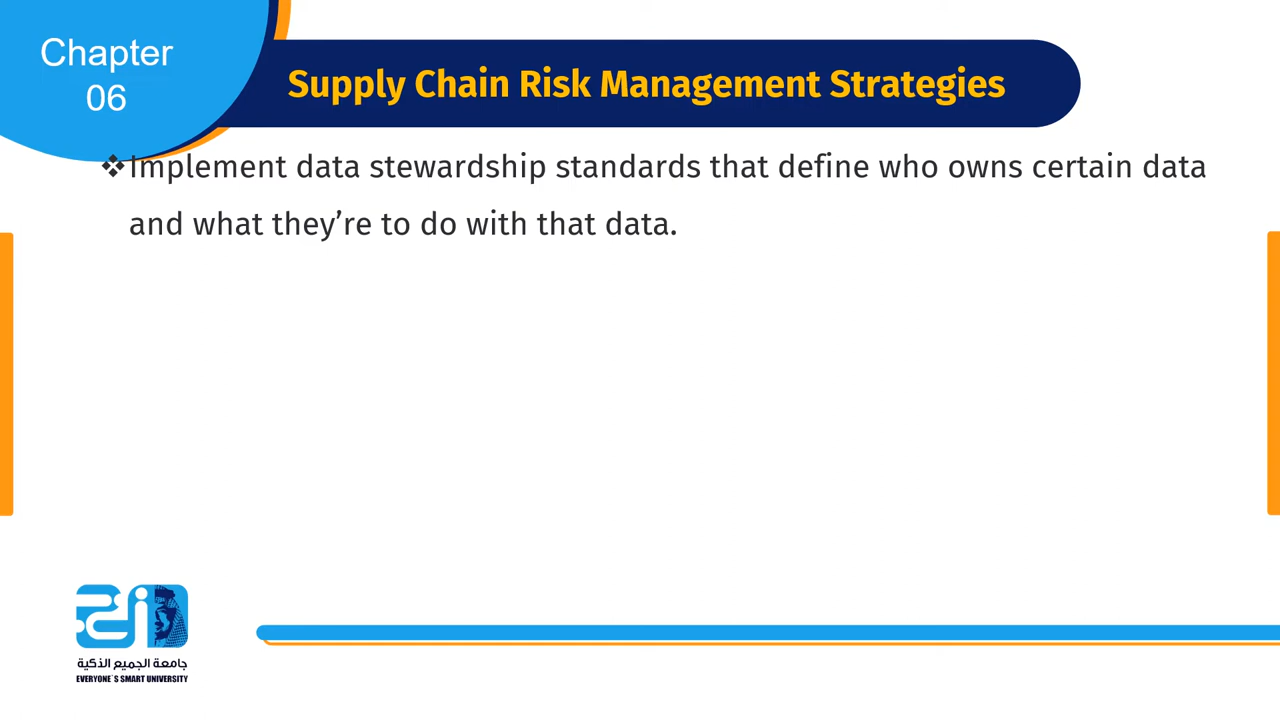 Chapter
06
Supply Chain Risk Management Strategies
❖Implement data stewardship standards that define who owns certain data
and what they’re to do with that data.
جامعة الجميع الذكية
EVERYONE`S SMART UNIVERSITY